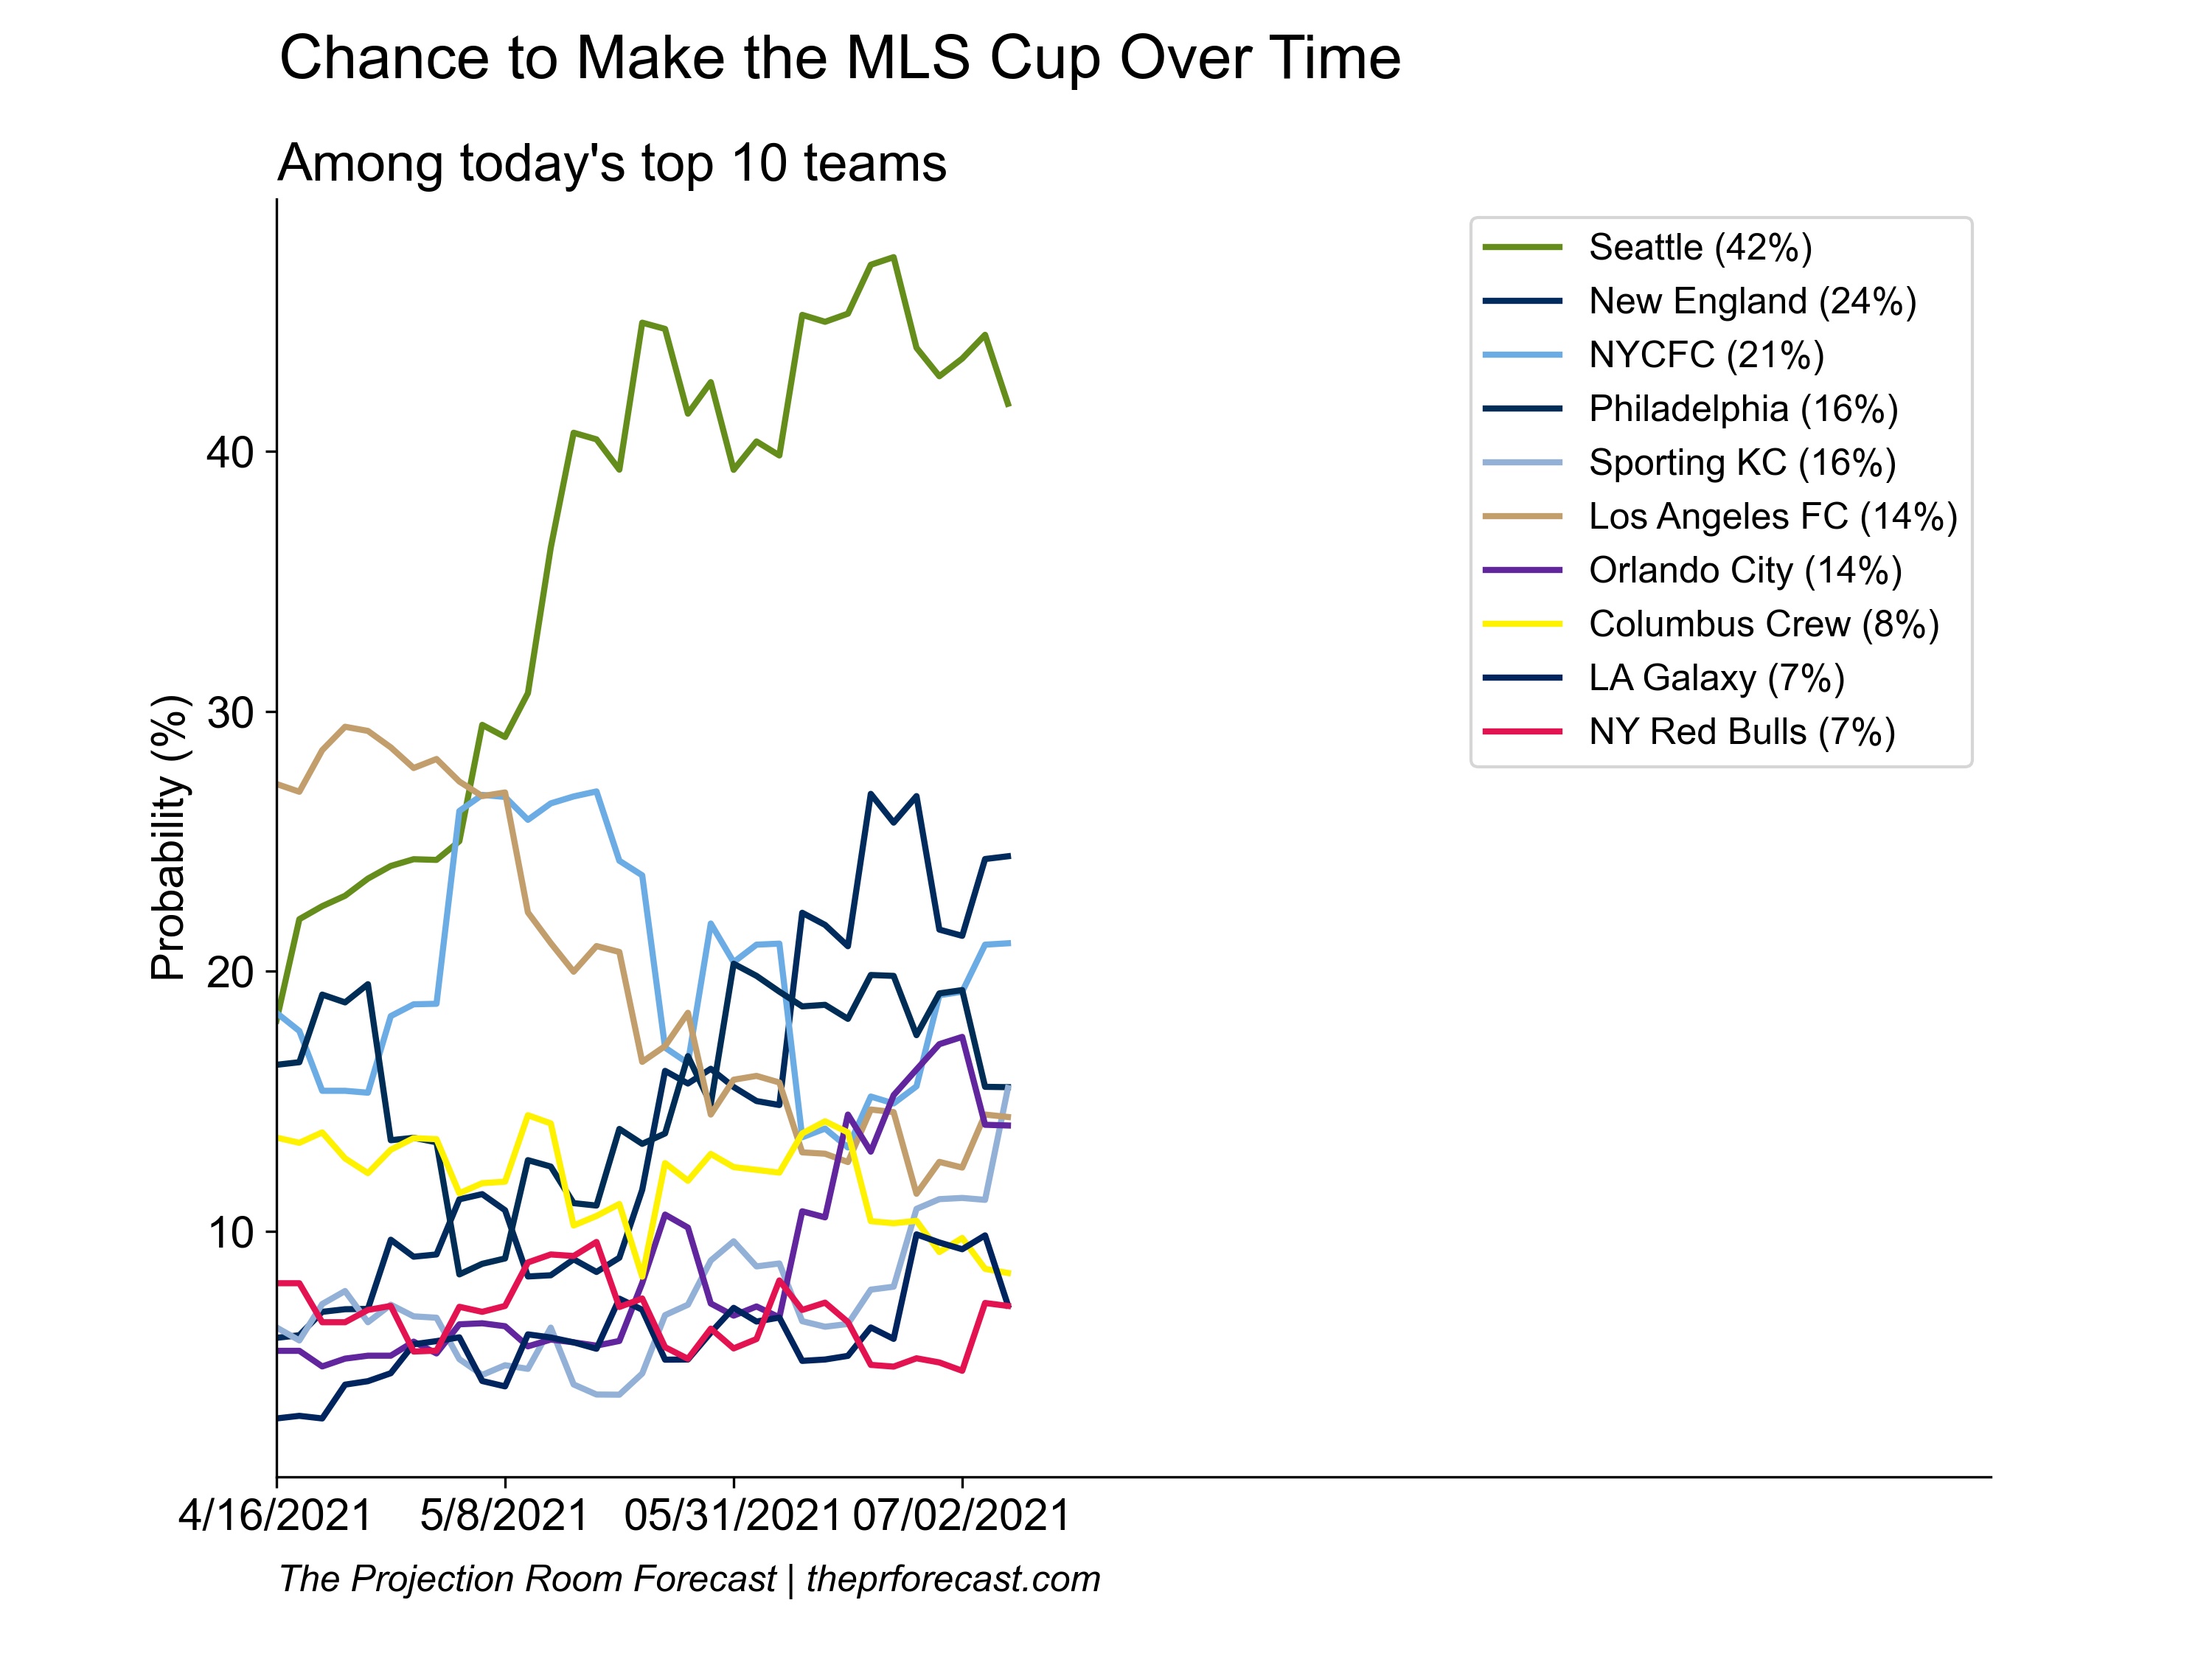 Chance to Make the MLS Cup Over Time
Among today's top 10 teams
Seattle (42%)
New England (24%)
NYCFC (21%)
Philadelphia (16%)
Sporting KC (16%)
Los Angeles FC (14%)
Orlando City (14%)
Columbus Crew (8%)
LA Galaxy (7%)
NY Red Bulls (7%)
Probability (%)
40
30
20
10
4/16/2021 5/8/2021 05/31/2021 07/02/2021
The Projection Room Forecast | theprforecast.com